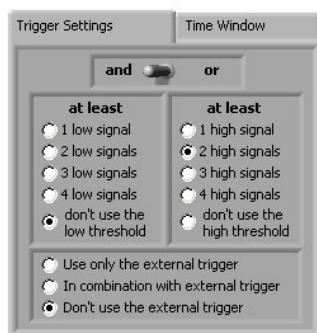 Trigger Settings
Time Window
and or
at least
1 low signal
2 low signals
3 low signals
4 low signals
don't use the
low threshold
at least
1 high signal
2 high signals
3 high signals
4 high signals
don't use the
high threshold
Use only the external trigger
In combination with external trigger
Don't use the external trigger